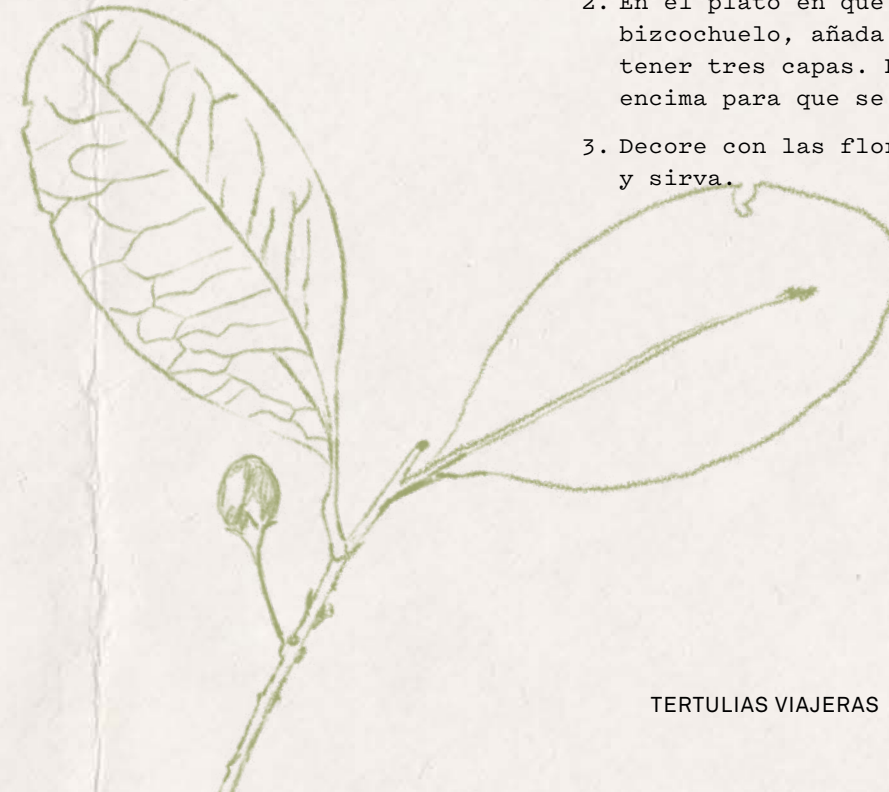 2. En el plato en que
bizcochuelo, añada
tener tres capas.
encima para que se
3. Decore con las flor
y sirva.
TERTULIAS VIAJERAS